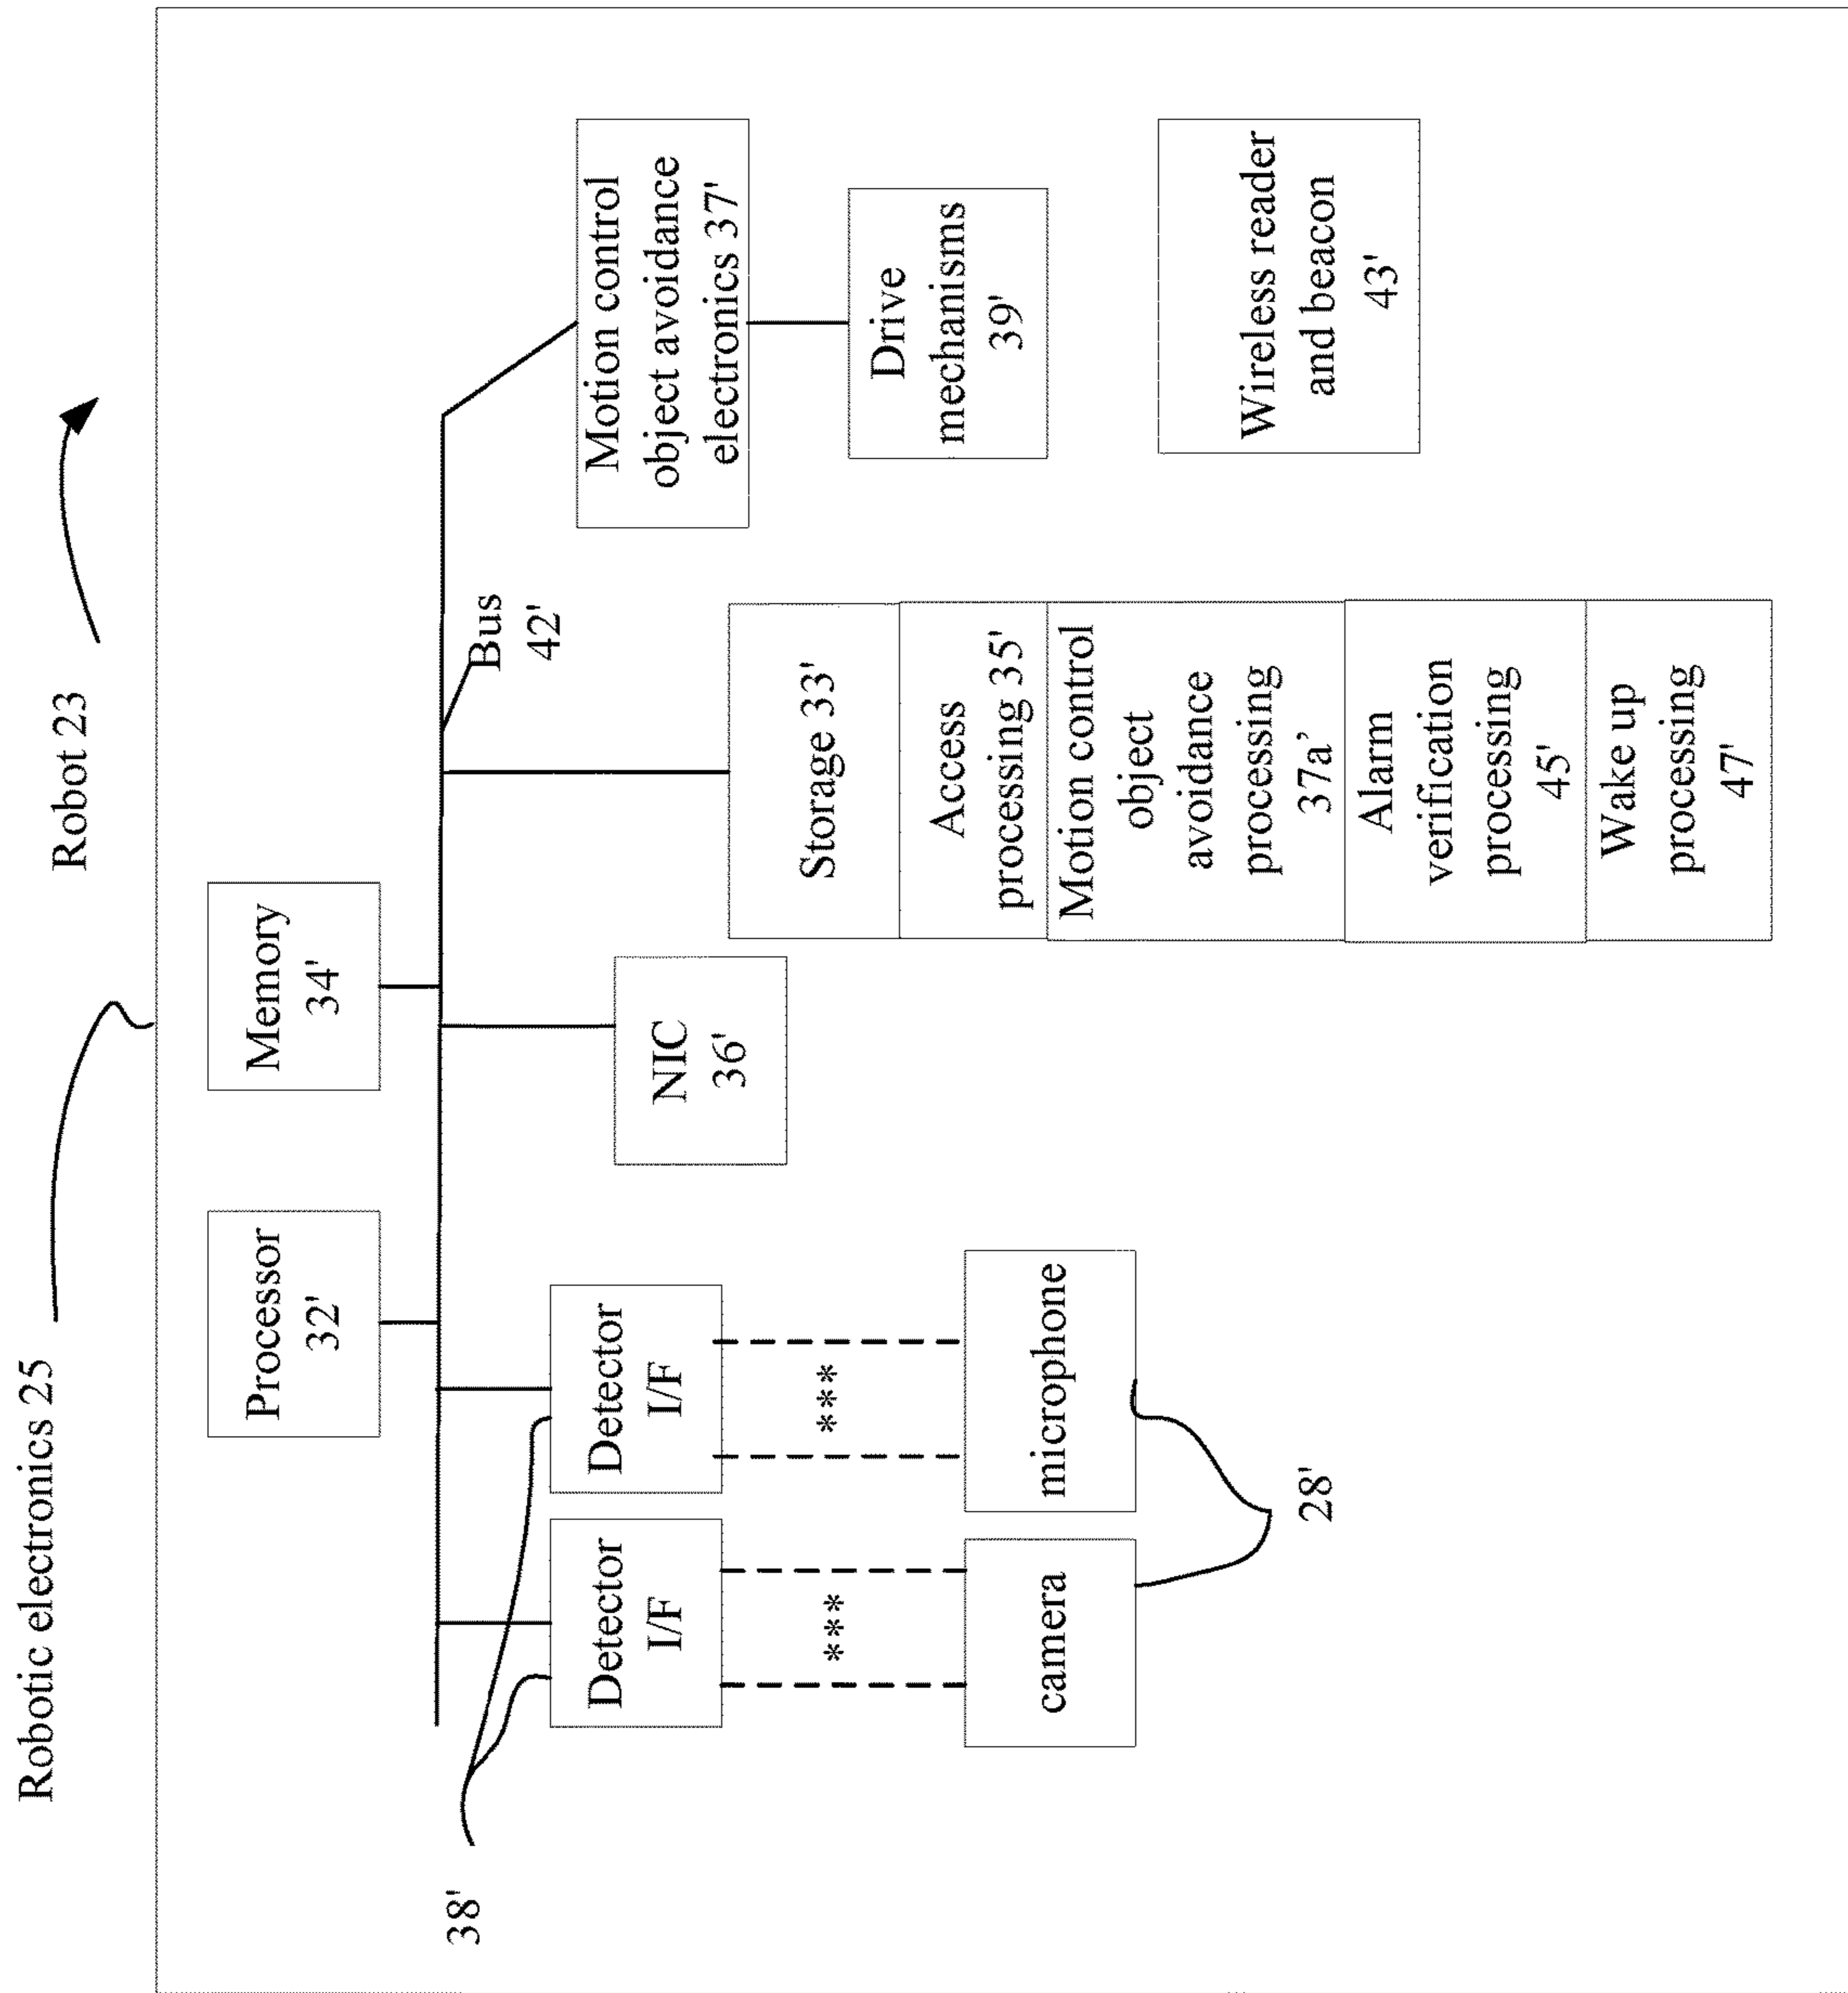 Robotic electronics 25
Robot 23
Processor
32'
Memory
34'
Bus
42'
38'
Detector
I/F
Detector
I/F
NIC
36'
Motion control
object avoidance
electronics 37'
***
***
Storage 33'
Access
processing 35'
Motion control
object
avoidance
processing
37a’
Alarm
verification
processing
45'
Wake up
processing
47'
Drive
mechanisms
39'
camera
microphone
28'
Wireless reader
and beacon
43'